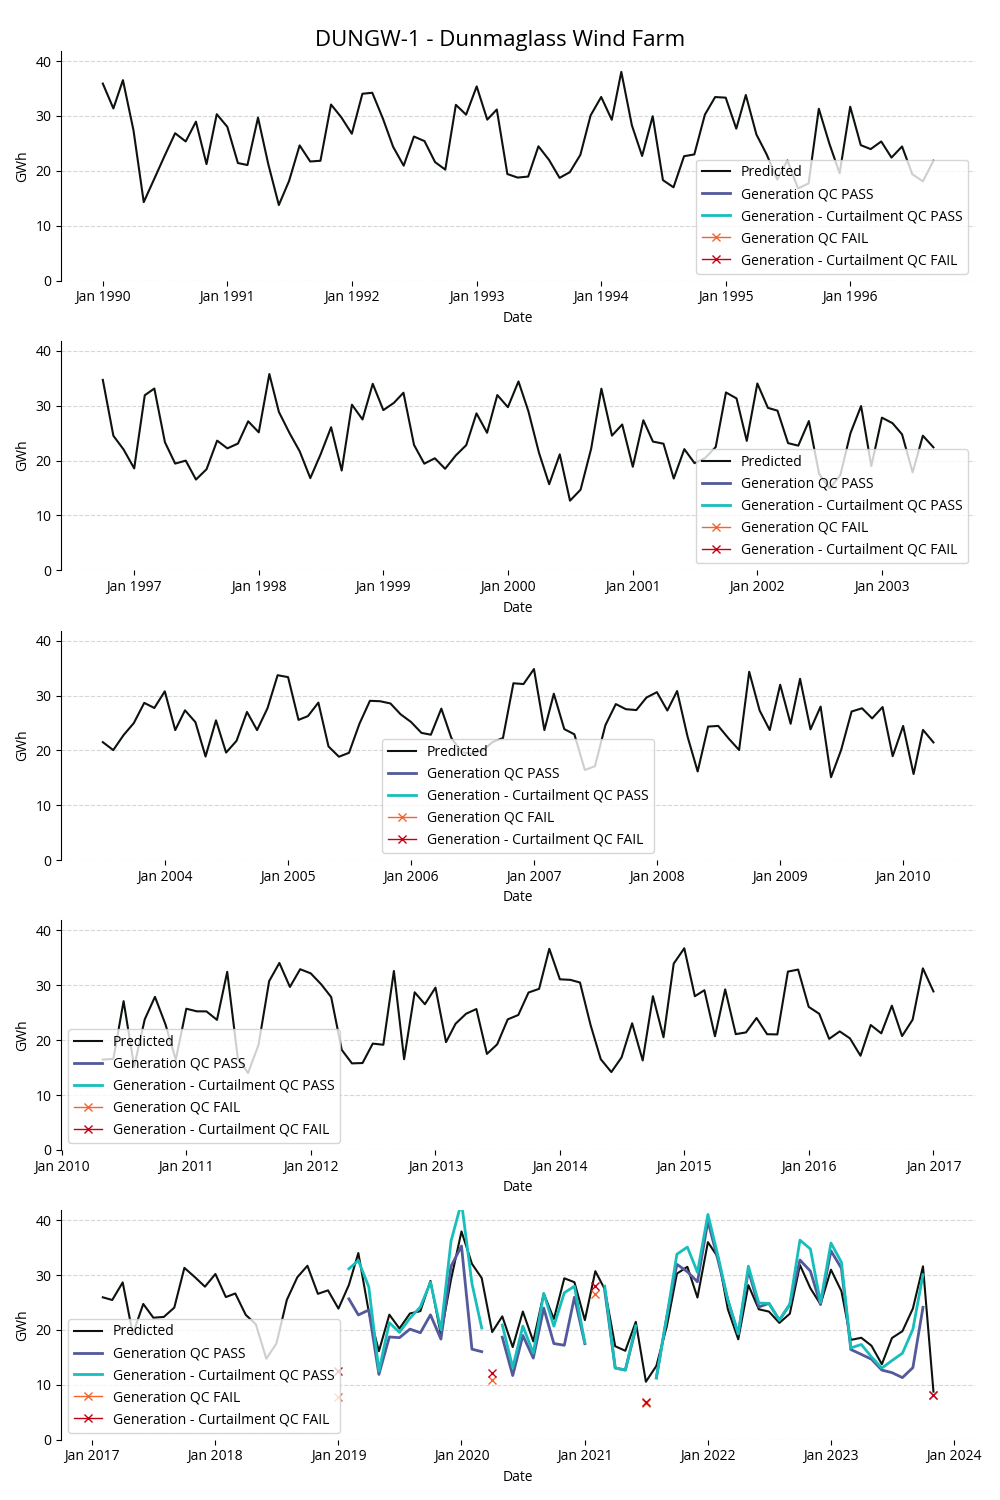 DUNGW-1 - Dunmaglass Wind Farm
40
30
20
10
0
GWh
Predicted
Generation QC PASS
Generation - Curtailment QC PASS
Generation QC FAIL
Generation - Curtailment QC FAIL
Jan 1990 Jan 1991 Jan 1992 Jan 1993 Jan 1994 Jan 1995 Jan 1996
Date
40
30
20
10
0
GWh
Predicted
Generation QC PASS
Generation - Curtailment QC PASS
Generation QC FAIL
Generation - Curtailment QC FAIL
Jan 1997 Jan 1998 Jan 1999 Jan 2000 Jan 2001 Jan 2002 Jan 2003
Date
40
30
20
10
0
GWh
Predicted
Generation QC PASS
Generation - Curtailment QC PASS
Generation QC FAIL
Generation - Curtailment QC FAIL
Jan 2004 Jan 2005 Jan 2006 Jan 2007 Jan 2008 Jan 2009 Jan 2010
Date
40
30
20
10
0
GWh
Predicted
Generation QC PASS
Generation - Curtailment QC PASS
Generation QC FAIL
Generation - Curtailment QC FAIL
Jan 2010 Jan 2011 Jan 2012 Jan 2013 Jan 2014 Jan 2015 Jan 2016 Jan 2017
Date
40
30
20
10
0
GWh
Predicted
Generation QC PASS
Generation - Curtailment QC PASS
Generation QC FAIL
Generation - Curtailment QC FAIL
Jan 2017 Jan 2018 Jan 2019 Jan 2020 Jan 2021 Jan 2022 Jan 2023 Jan 2024
Date